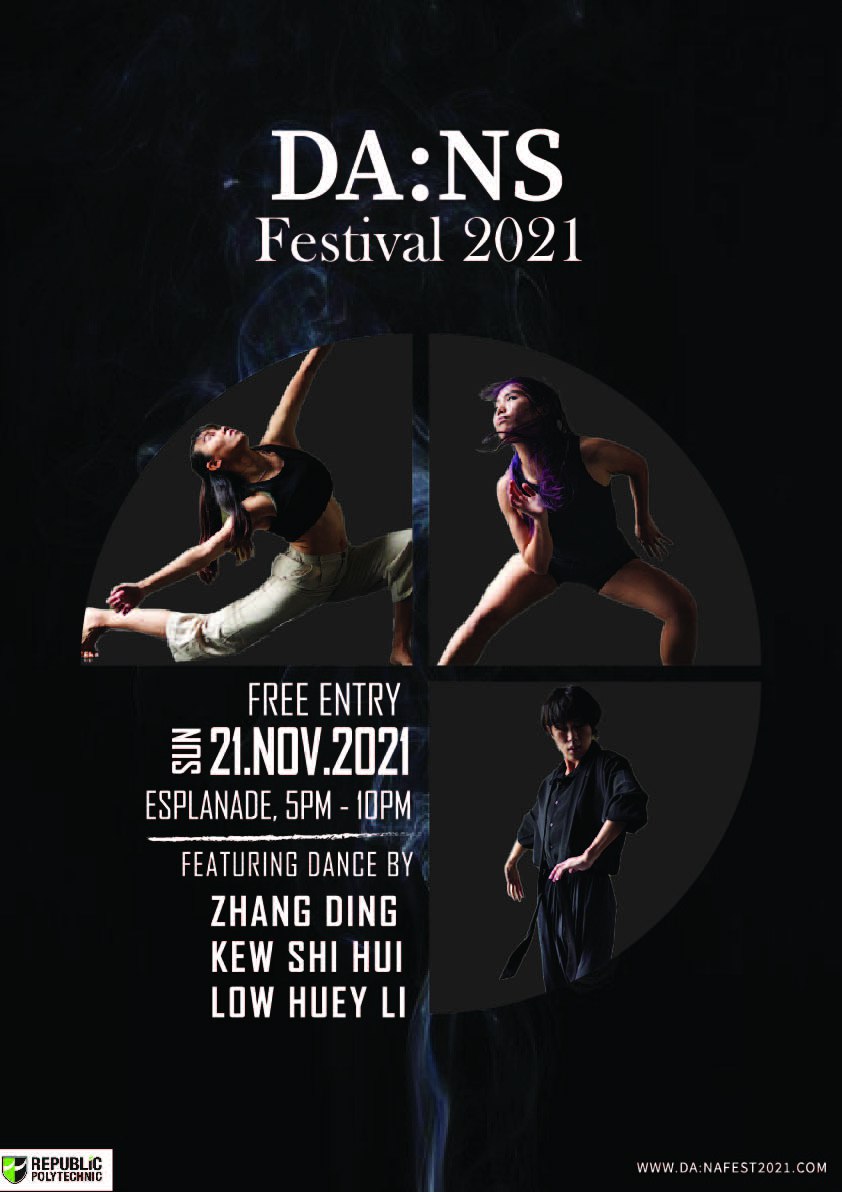 DA:NS
Festival 2021
FREE ENTRY
SUN 21.NOV.2021
ESPLANADE, 5PM - 10PM
FEATURING DANCE BY
ZHANG DING
KEW SHI HUI
LOW HUEY LI
REPUBLIC
POLYTECHNIC
WWW.DA:NAFEST2021.COM